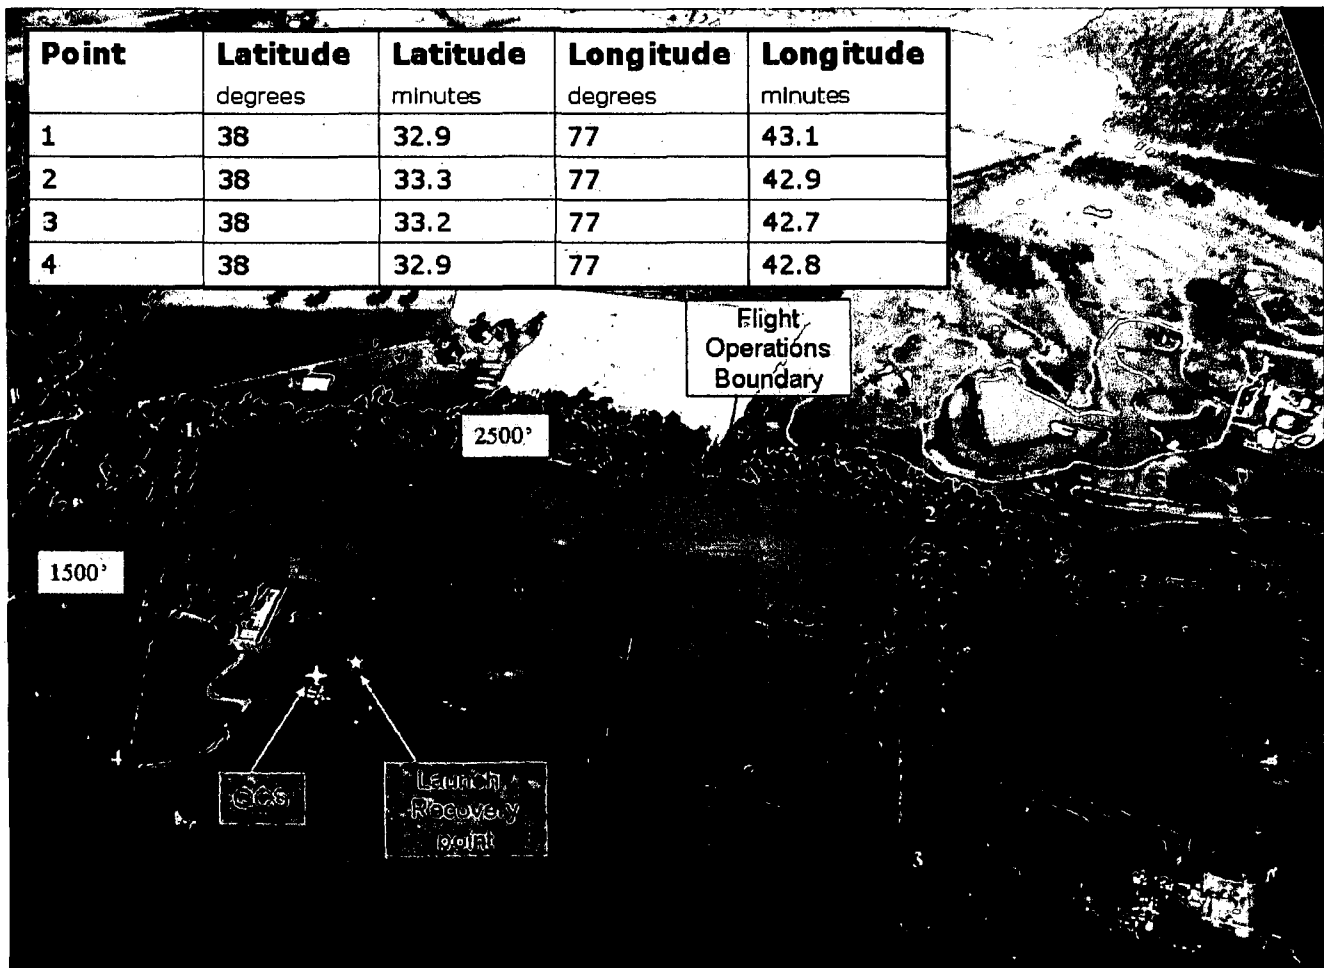 Point Latitude Latitude Longitude Longitude
degrees minutes degrees minutes
1 38 32.9 77 43.1
2 38 33.3 77 42.9
3 38 33.2 77 42.7
4 38 32.9 77 42.8
Flight
Operations
Boundary
1
2500'
2
1500'
4
GCS
Launch,
Recovery
point
3